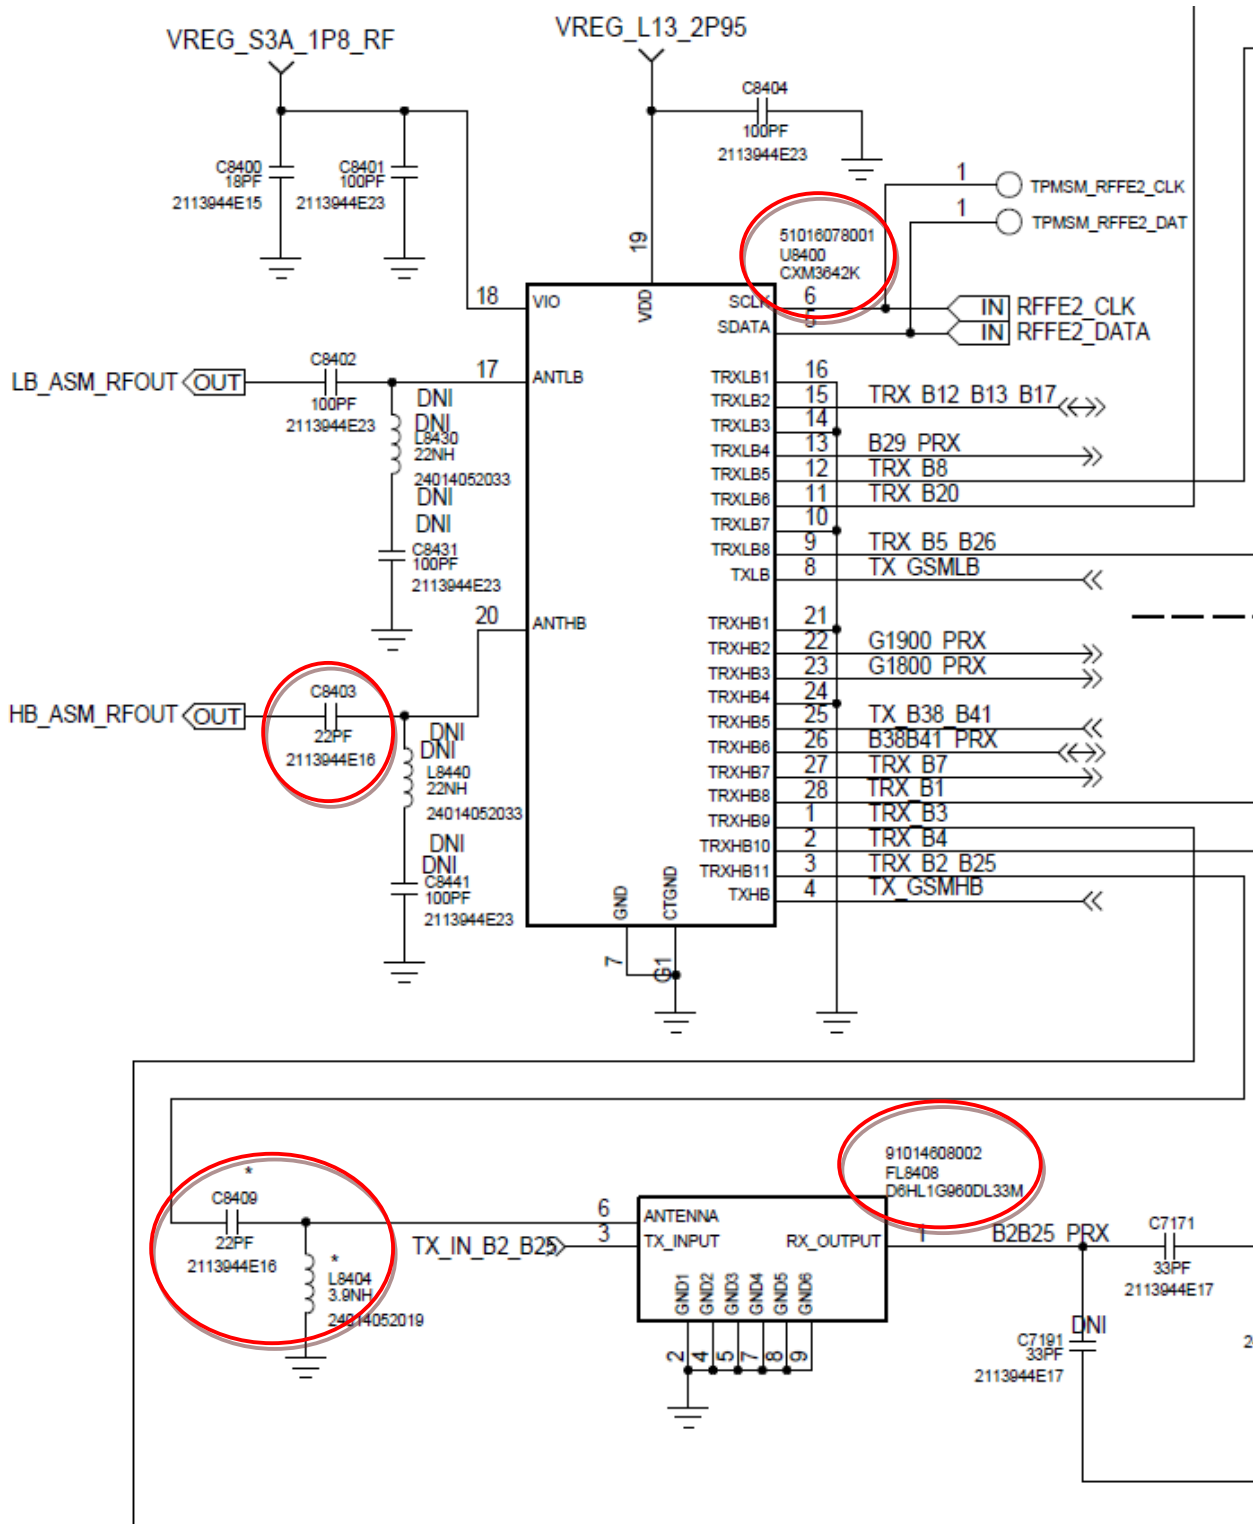 VREG_S3A_1P8_RF
VREG_L13_2P95
C8404
100PF
2113944E23
C8400
18PF
2113944E15
C8401
100PF
2113944E23
1
TPMSM_RFFE2_CLK
1
TPMSM_RFFE2_DAT
19
51016078001
U8400
CXM3642K
18
VIO
VDD
SCLK
6
IN
RFFE2_CLK
SDATA
5
IN
RFFE2_DATA
LB_ASM_RFOUT
OUT
C8402
100PF
2113944E23
17
ANTLB
DNI
DNI
L8430
22NH
24014052033
DNI
DNI
C8431
100PF
2113944E23
TRXLB1
16
TRXLB2
15
TRX_B12_B13_B17
TRXLB3
14
TRXLB4
13
B29_PRX
TRXLB5
12
TRX_B8
TRXLB6
11
TRX_B20
TRXLB7
10
TRXLB8
9
TRX_B5_B26
TXLB
8
TX_GSMLB
20
ANTHB
TRXHB1
21
TRXHB2
22
G1900_PRX
TRXHB3
23
G1800_PRX
TRXHB4
24
TRXHB5
25
TX_B38_B41
TRXHB6
26
B38B41_PRX
TRXHB7
27
TRX_B7
TRXHB8
28
TRX_B1
TRXHB9
1
TRX_B3
TRXHB10
2
TRX_B4
TRXHB11
3
TRX_B2_B25
TXHB
4
TX_GSMHB
HB_ASM_RFOUT
OUT
C8403
22PF
2113944E16
DNI
DNI
L8440
22NH
24014052033
DNI
DNI
C8441
100PF
2113944E23
GND
CTGND
7
G1
91014608002
FL8408
D6HL1G960DL33M
*
C8409
22PF
2113944E16
*
L8404
3.9NH
24014052019
6
ANTENNA
TX_IN_B2_B25
3
TX_INPUT
RX_OUTPUT
1
B2B25_PRX
C7171
33PF
2113944E17
GND1
GND2
GND3
GND4
GND5
GND6
2
4
5
7
8
9
DNI
C7191
33PF
2113944E17
2